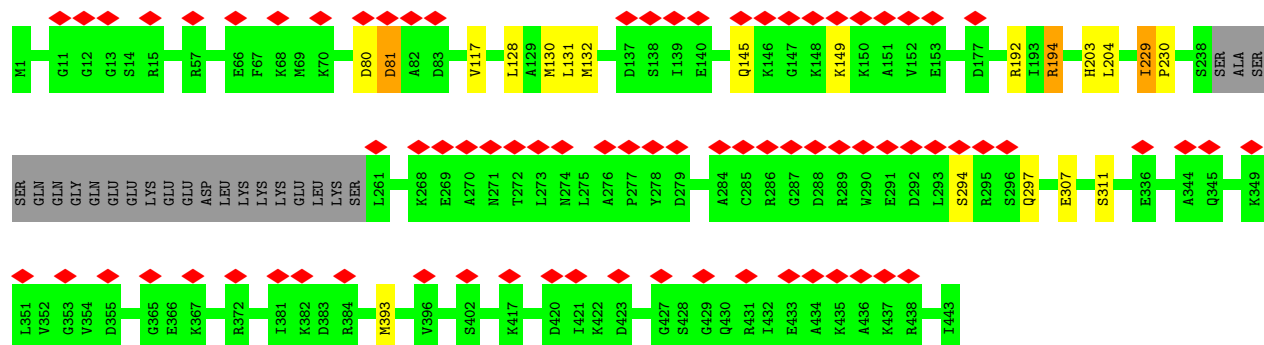 M1 G11 G12 G13 S14 R15 R57 E66 F67 K68 M69 K70 D80 D81 A82 D83 V117 L128 A129 M130 L131 M132 D137 S138 I139 E140 Q145 K146 G147 K148 K149 K150 A151 V152 E153 D177 R192 I193 R194 H203 L204 I229 P230 S238 SER ALA SER
SER GLN GLN GLY GLN GLU GLU LYS GLU GLU ASP LEU LYS LYS LYS LYS GLU LEU LYS SER L261 K268 E269 A270 N271 T272 L273 N274 L275 A276 P277 Y278 D279 A284 C285 R286 G287 D288 R289 W290 E291 D292 L293 S294 R295 S296 Q297 E307 S311 E336 A344 Q345 K349
L351 V352 G353 V354 D355 G365 E366 K367 R372 I381 K382 D383 R384 M393 V396 S402 K417 D420 I421 K422 D423 G427 S428 G429 Q430 R431 I432 E433 A434 K435 A436 K437 R438 I443